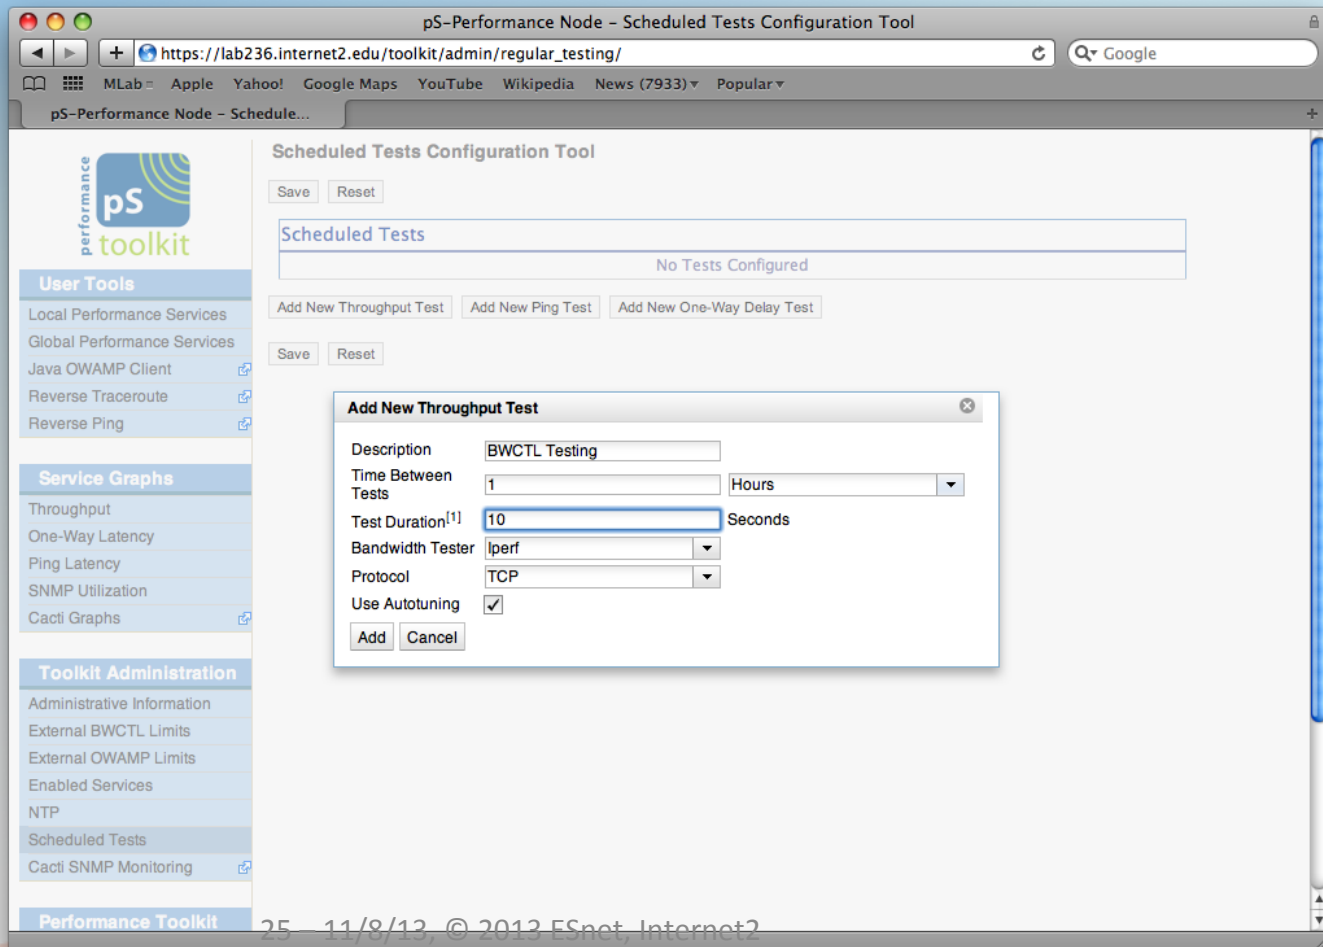 pS-Performance Node – Scheduled Tests Configuration Tool
https://lab236.internet2.edu/toolkit/admin/regular_testing/
Google
MLab Apple Yahoo! Google Maps YouTube Wikipedia News (7933) Popular
pS-Performance Node – Schedule...
performance
pS
toolkit
User Tools
Local Performance Services
Global Performance Services
Java OWAMP Client
Reverse Traceroute
Reverse Ping
Service Graphs
Throughput
One-Way Latency
Ping Latency
SNMP Utilization
Cacti Graphs
Toolkit Administration
Administrative Information
External BWCTL Limits
External OWAMP Limits
Enabled Services
NTP
Scheduled Tests
Cacti SNMP Monitoring
Performance Toolkit
Scheduled Tests Configuration Tool
Save Reset
Scheduled Tests
No Tests Configured
Add New Throughput Test Add New Ping Test Add New One-Way Delay Test
Save Reset
Add New Throughput Test
Description BWCTL Testing
Time Between
Tests 1 Hours
Test Duration[1] 10 Seconds
Bandwidth Tester Iperf
Protocol TCP
Use Autotuning
Add Cancel
25 – 11/8/13, © 2013 ESnet, Internet2